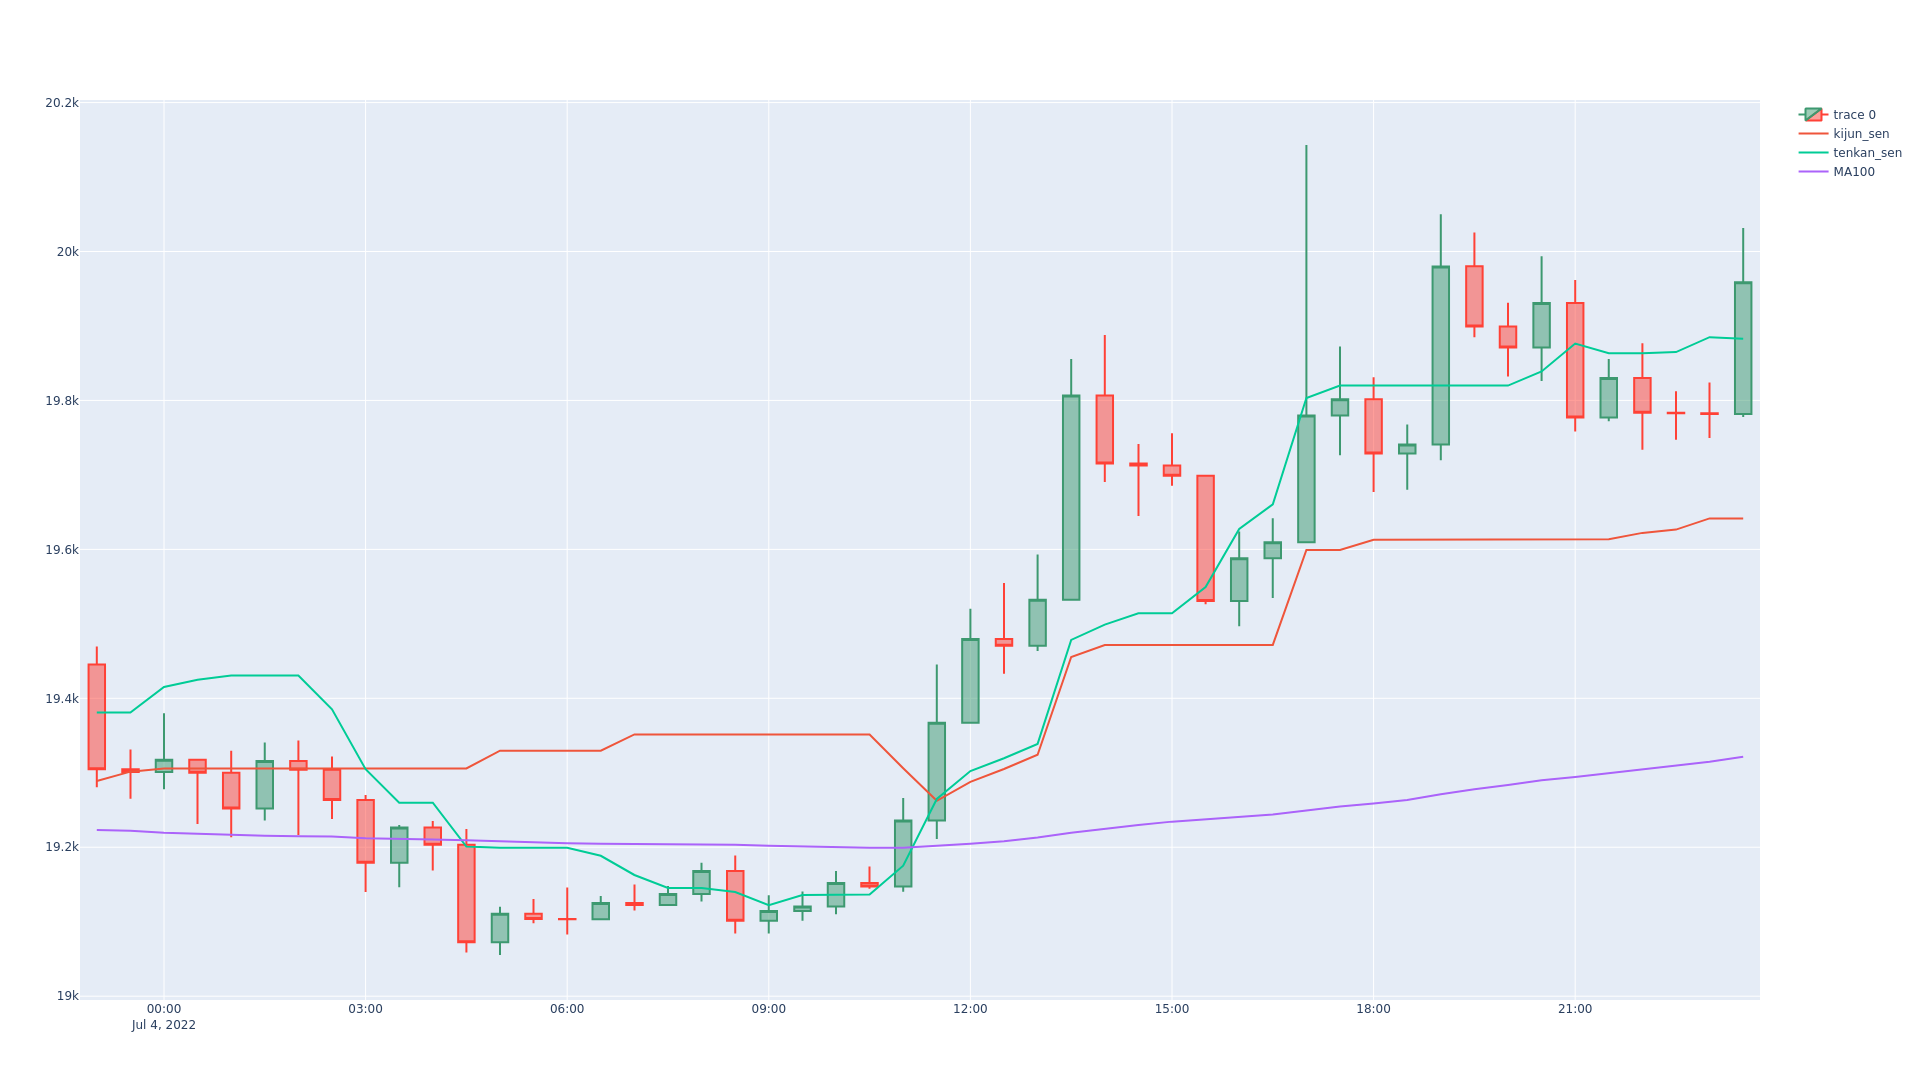 20.2k
20k
19.8k
19.6k
19.4k
19.2k
19k
00:00
03:00
06:00
09:00
12:00
15:00
18:00
21:00
Jul 4, 2022
trace 0
kijun_sen
tenkan_sen
MA100